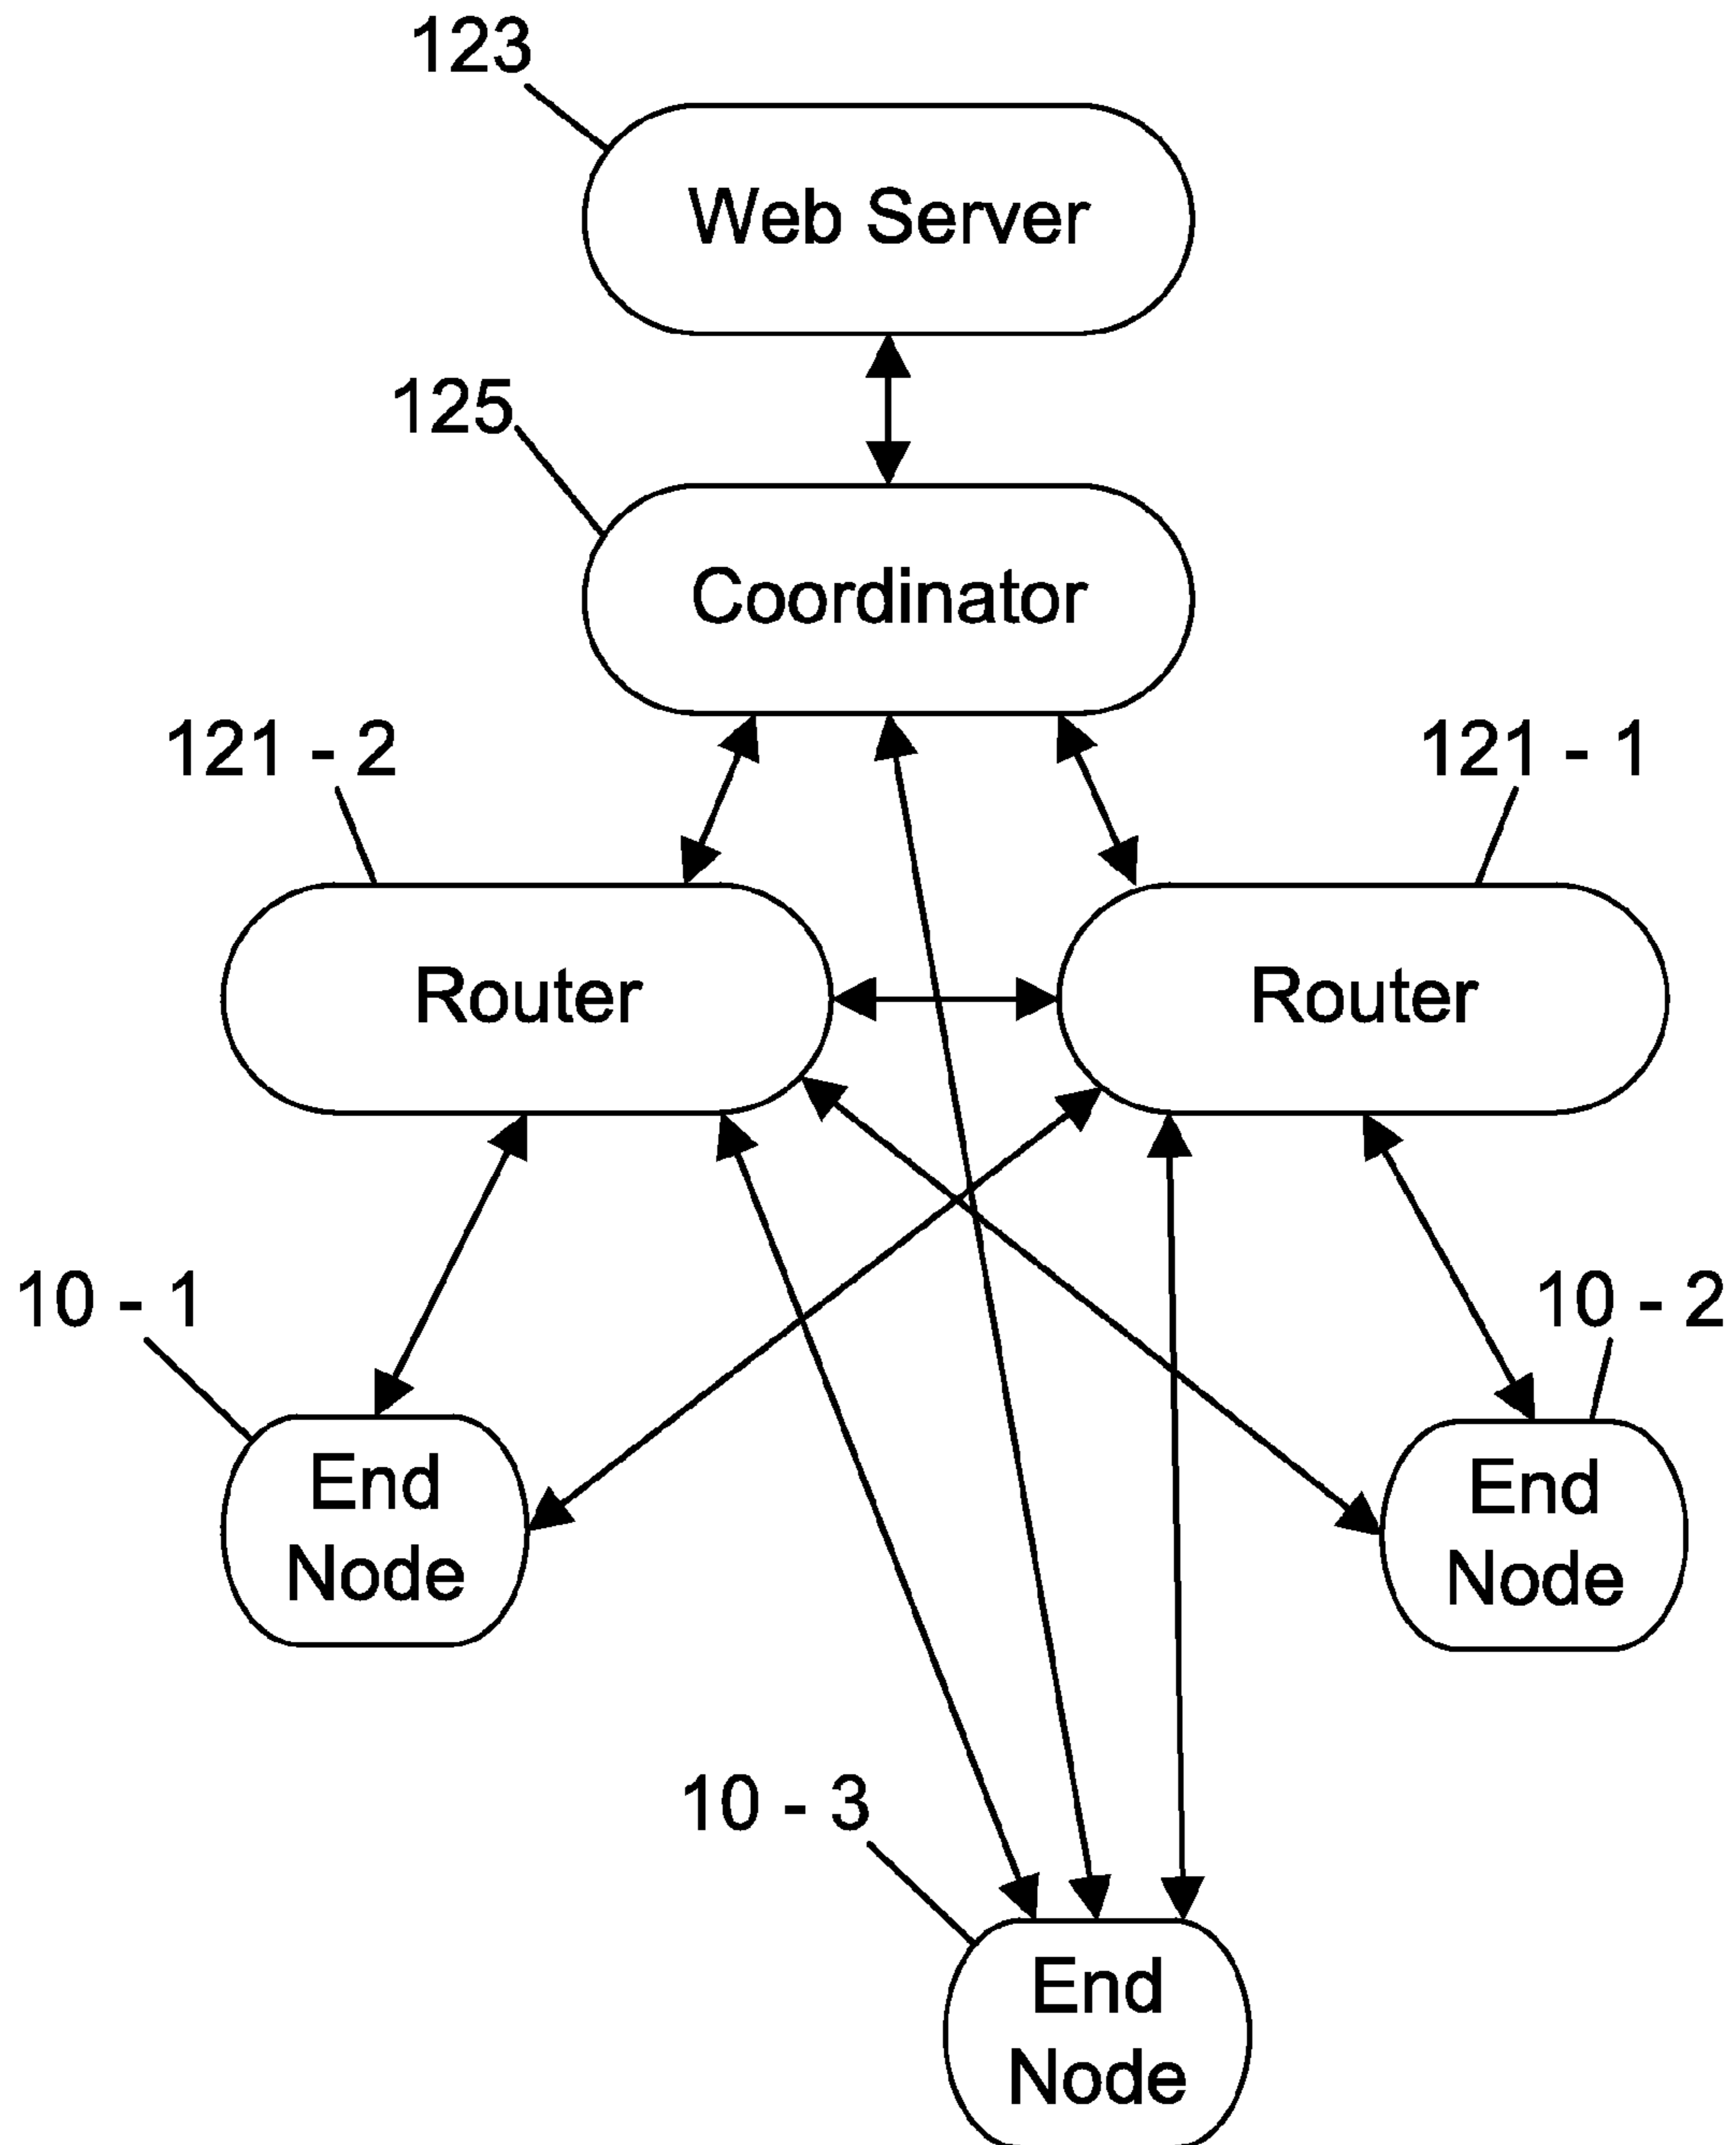 123
Web Server
125
Coordinator
121 - 2
121 - 1
Router
Router
10 - 1
10 - 2
End
Node
End
Node
10 - 3
End
Node